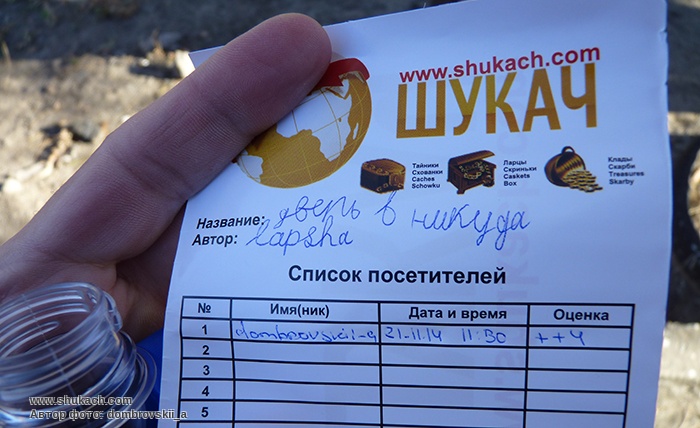 www.shukach.com
ШУКАЧ
Тайники
Схованки
Caches
Schowku
Ларцы
Скриньки
Caskets
Box
Клады
Скарби
Treasures
Skarby
Название: дверь в никуда
Автор: lapsha
Список посетителей
№ Имя(ник) Дата и время Оценка
1 dombrovskii-a 21.11.14 11:30 ++4
2
3
4
5
www.shukach.com
Автор фото: dombrovskii_a